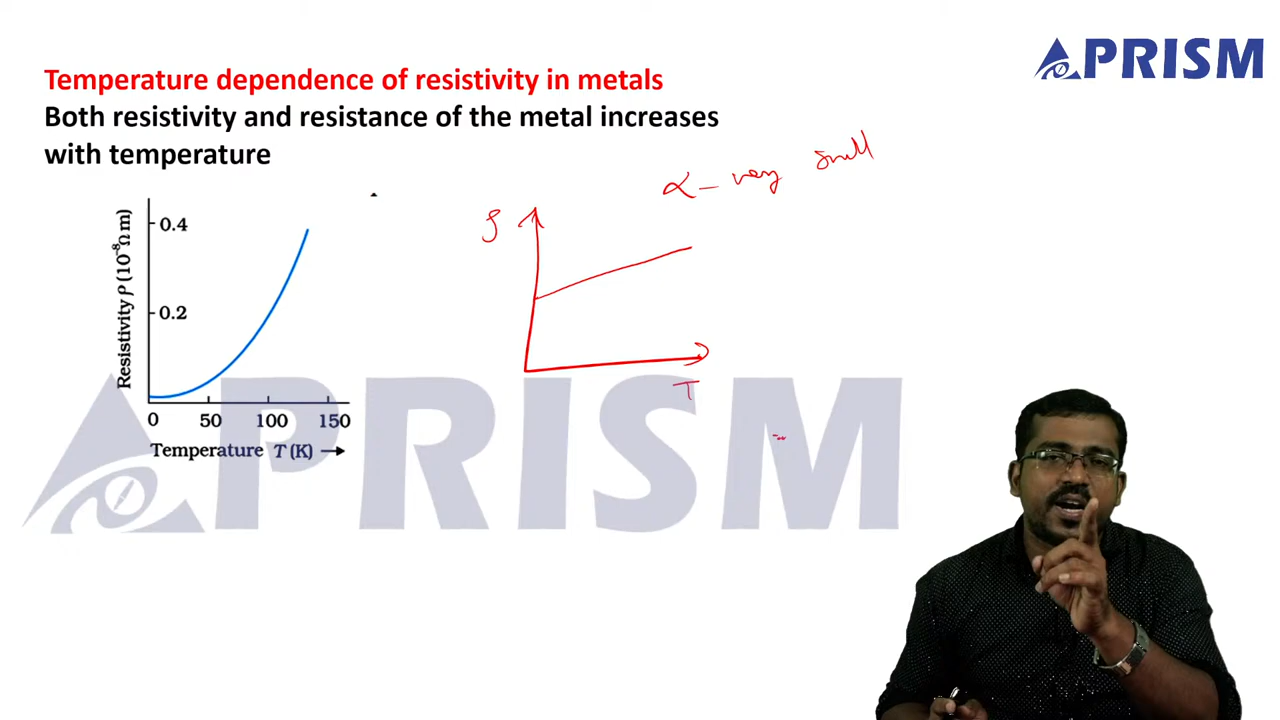 PRISM
Temperature dependence of resistivity in metals
Both resistivity and resistance of the metal increases
with temperature
α – very small
ρ
Resistivity ρ (10⁻⁸Ω m)
0.4
0.2
0 50 100 150
Temperature T (K)
T
PRISM